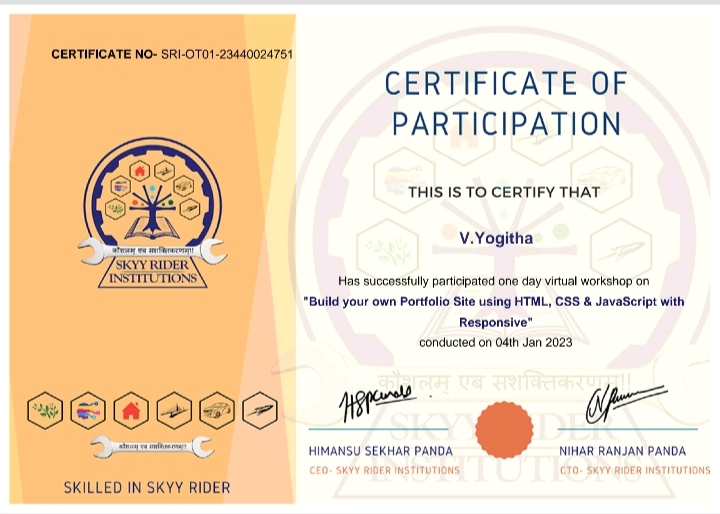 CERTIFICATE NO- SRI-OT01-23440024751
कौशलम् एब सशक्तिकरणम्!!
SKYY RIDER
INSTITUTIONS
कौशलम् एब सशक्तिकरणम्!!
SKILLED IN SKYY RIDER
CERTIFICATE OF
PARTICIPATION
THIS IS TO CERTIFY THAT
V.Yogitha
Has successfully participated one day virtual workshop on
"Build your own Portfolio Site using HTML, CSS & JavaScript with
Responsive"
conducted on 04th Jan 2023
कौशलम् एब सशक्तिकरणम्!!
SKYY RIDER
INSTITUTIONS
HIMANSU SEKHAR PANDA
CEO- SKYY RIDER INSTITUTIONS
NIHAR RANJAN PANDA
CTO- SKYY RIDER INSTITUTIONS